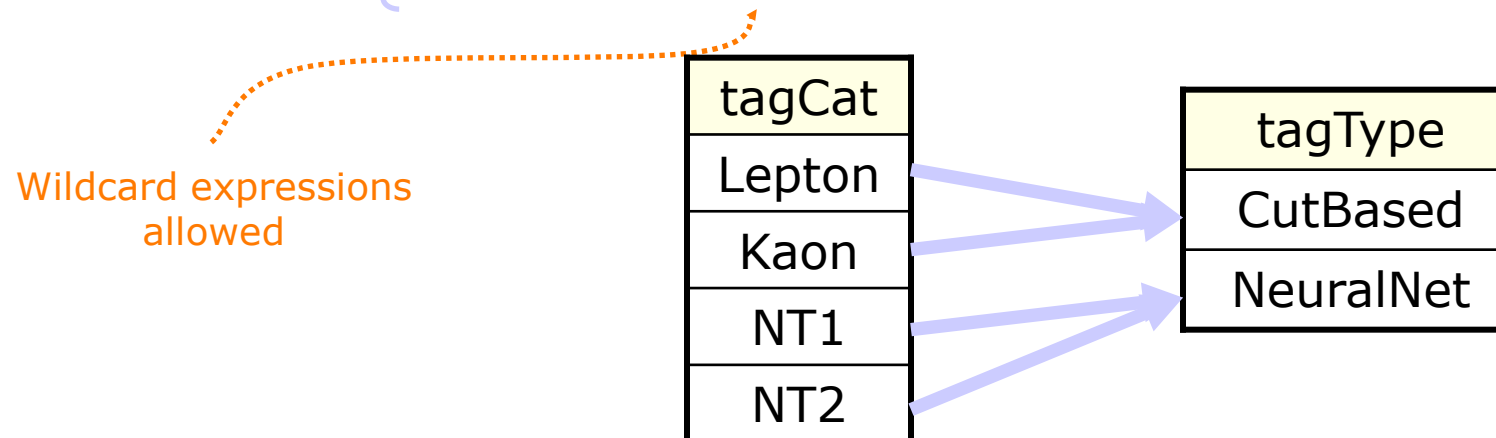 Wildcard expressions
allowed
tagCat
Lepton
Kaon
NT1
NT2
tagType
CutBased
NeuralNet